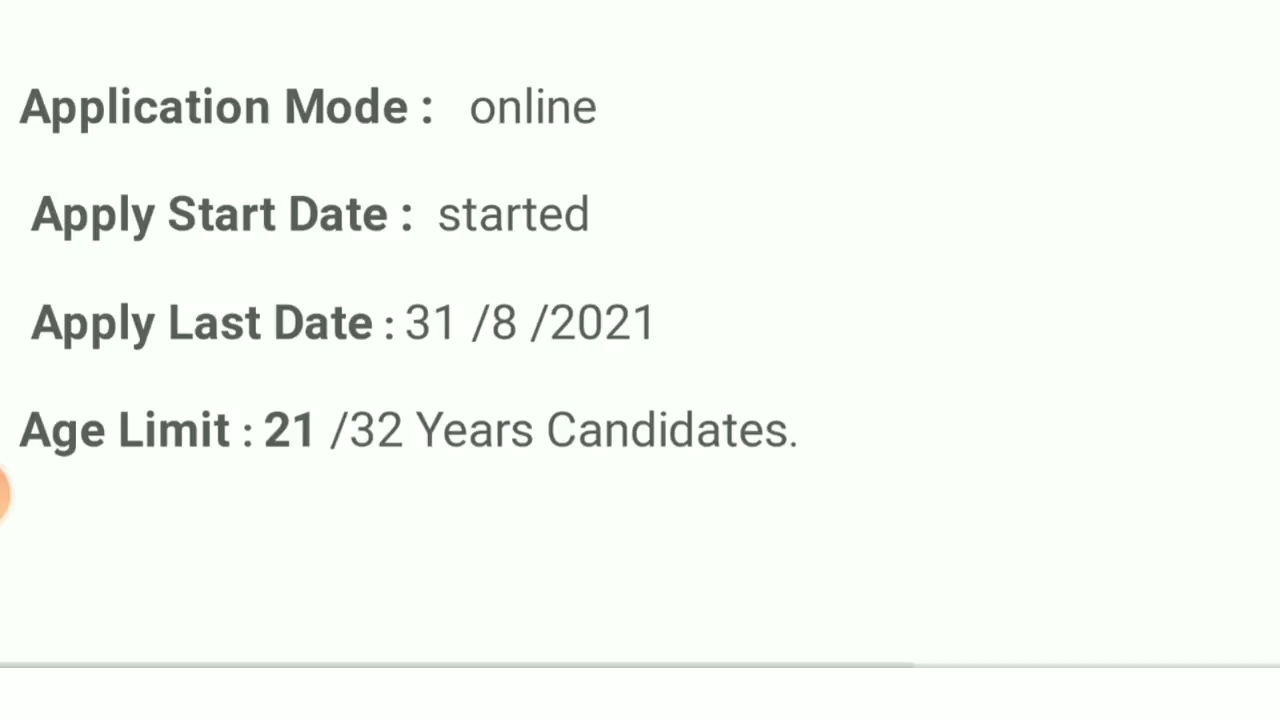 Application Mode : online
Apply Start Date : started
Apply Last Date : 31 /8 /2021
Age Limit : 21 /32 Years Candidates.